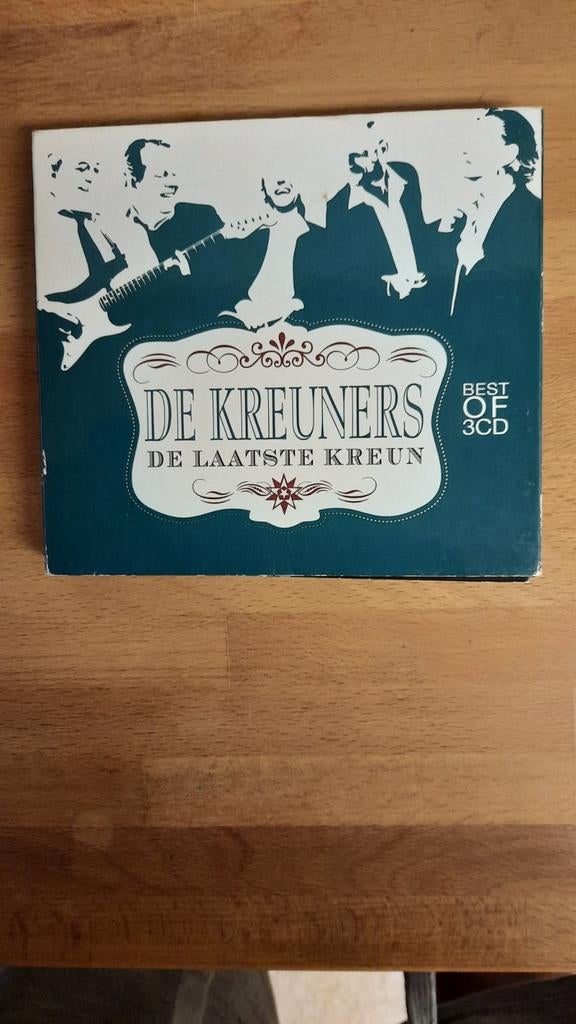 DE KREUNERS
DE LAATSTE KREUN
BEST
OF
3CD